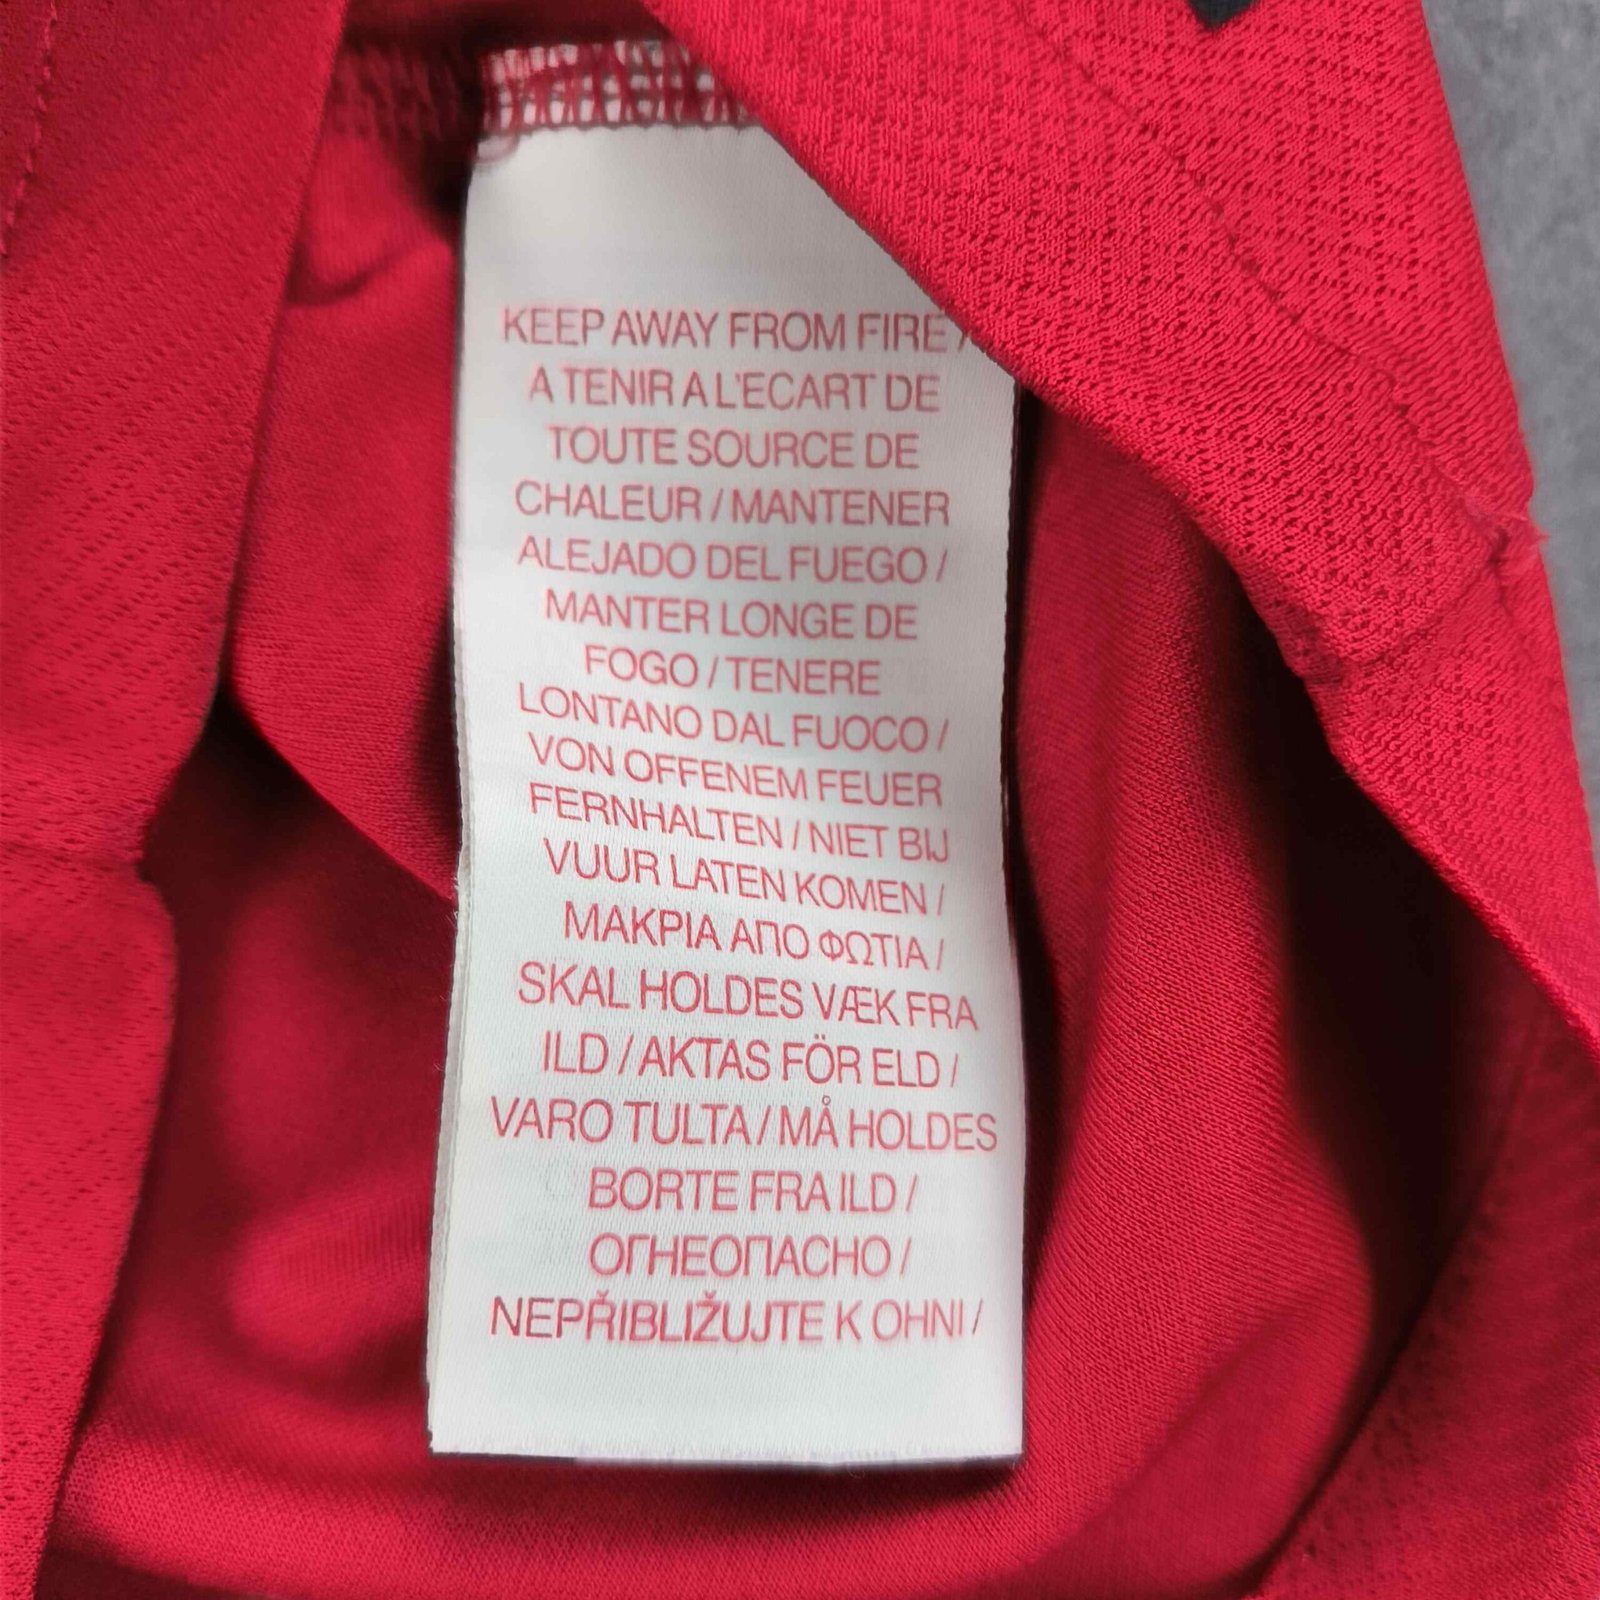 KEEP AWAY FROM FIRE /
A TENIR A L'ECART DE
TOUTE SOURCE DE
CHALEUR / MANTENER
ALEJADO DEL FUEGO /
MANTER LONGE DE
FOGO / TENERE
LONTANO DAL FUOCO /
VON OFFENEM FEUER
FERNHALTEN / NIET BIJ
VUUR LATEN KOMEN /
ΜΑΚΡΙΑ ΑΠΟ ΦΩΤΙΑ /
SKAL HOLDES VÆK FRA
ILD / AKTAS FÖR ELD /
VARO TULTA / MÅ HOLDES
BORTE FRA ILD /
ОГНЕОПАСНО /
NEPŘIBLIŽUJTE K OHNI /